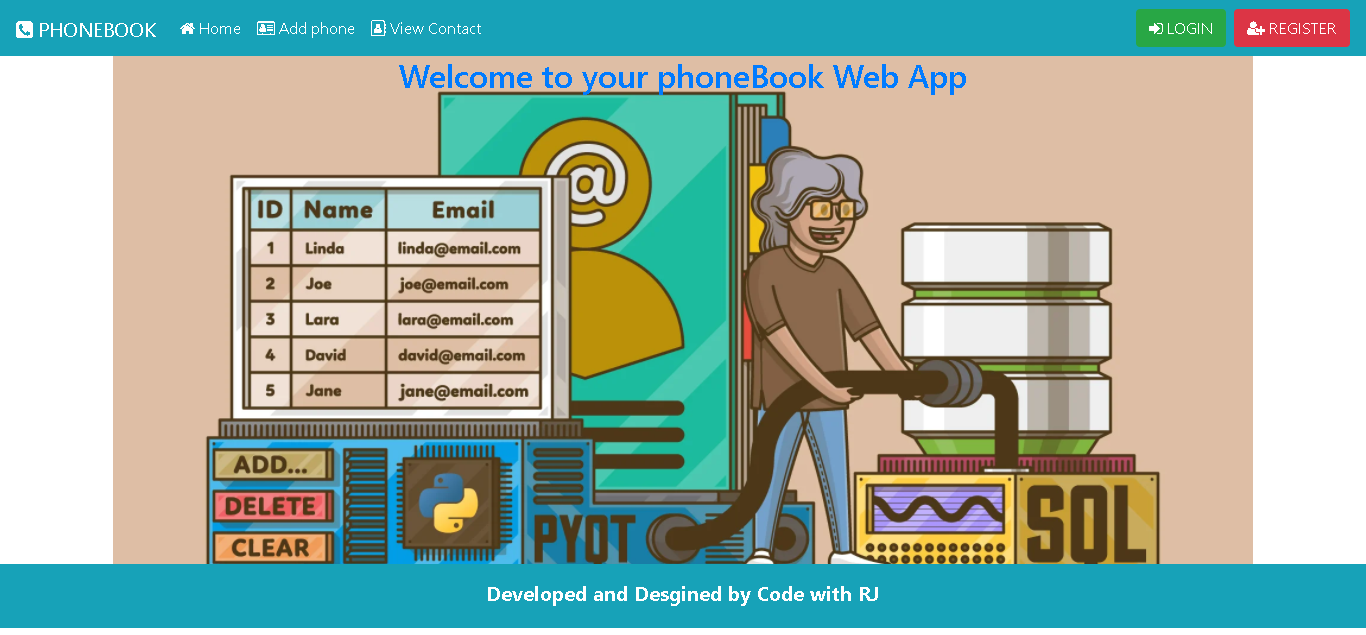 PHONEBOOK Home Add phone View Contact LOGIN REGISTER
Welcome to your phoneBook Web App
@
ID Name Email
1 Linda linda@email.com
2 Joe joe@email.com
3 Lara lara@email.com
4 David david@email.com
5 Jane jane@email.com
ADD...
DELETE
CLEAR
PYQT
SQL
Developed and Desgined by Code with RJ